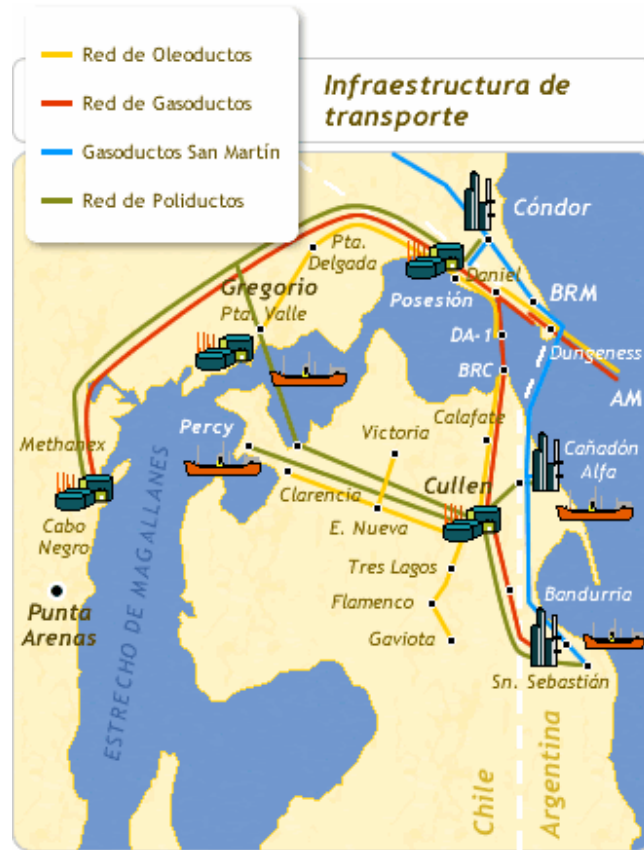 Red de Oleoductos
Red de Gasoductos
Gasoductos San Martín
Red de Poliductos
Infraestructura de
transporte
Cóndor
Pta.
Delgada
Daniel
Gregorio
Posesión
BRM
Pta. Valle
DA-1
Dungeness
BRC
AM
Calafate
Methanex
Percy
Victoria
Cañadón
Alfa
Cullen
Clarencia
Cabo
Negro
E. Nueva
Tres Lagos
Punta
Arenas
Flamenco
Bandurria
Gaviota
Sn. Sebastián
ESTRECHO DE MAGALLANES
Chile
Argentina